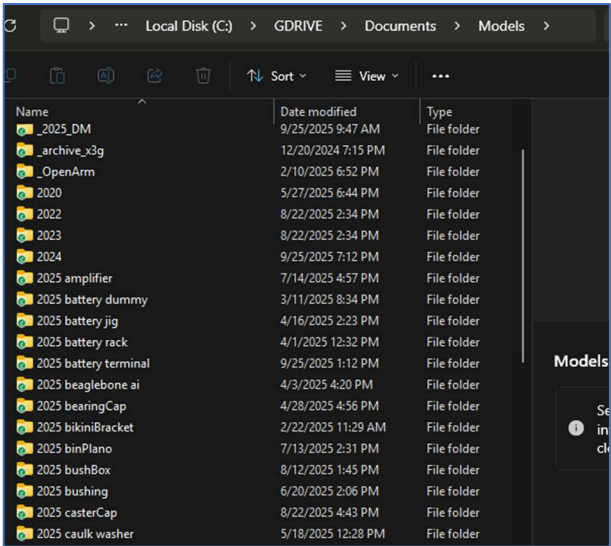 Local Disk (C:) > GDRIVE > Documents > Models >
Sort View
Name Date modified Type
_2025_DM 9/25/2025 9:47 AM File folder
_archive_x3g 12/20/2024 7:15 PM File folder
_OpenArm 2/10/2025 6:52 PM File folder
2020 5/27/2025 6:44 PM File folder
2022 8/22/2025 2:34 PM File folder
2023 8/22/2025 2:34 PM File folder
2024 9/25/2025 7:12 PM File folder
2025 amplifier 7/14/2025 4:57 PM File folder
2025 battery dummy 3/11/2025 8:34 PM File folder
2025 battery jig 4/16/2025 2:23 PM File folder
2025 battery rack 4/1/2025 12:32 PM File folder
2025 battery terminal 9/25/2025 1:12 PM File folder
2025 beaglebone ai 4/3/2025 4:20 PM File folder
2025 bearingCap 4/28/2025 4:56 PM File folder
2025 bikiniBracket 2/22/2025 11:29 AM File folder
2025 binPlano 7/13/2025 2:31 PM File folder
2025 bushBox 8/12/2025 1:45 PM File folder
2025 bushing 6/20/2025 2:06 PM File folder
2025 casterCap 8/22/2025 4:43 PM File folder
2025 caulk washer 5/18/2025 12:28 PM File folder
Models
Se
in
cl